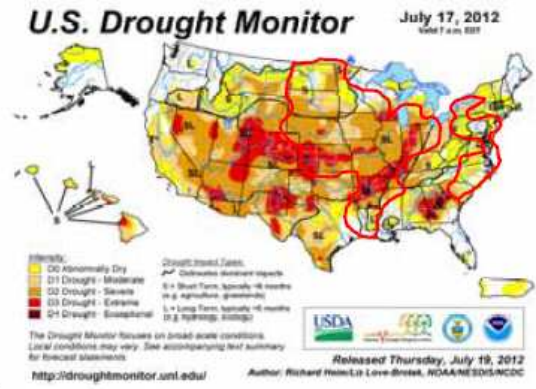 U.S. Drought Monitor
July 17, 2012
Valid 7 a.m. EDT
Intensity:
D0 Abnormally Dry
D1 Drought - Moderate
D2 Drought - Severe
D3 Drought - Extreme
D4 Drought - Exceptional
Drought Impact Types:
Delineates dominant impacts
S = Short-Term, typically <6 months
(e.g. agriculture, grasslands)
L = Long-Term, typically >6 months
(e.g. hydrology, ecology)
The Drought Monitor focuses on broad-scale conditions.
Local conditions may vary. See accompanying text summary
for forecast statements.
http://droughtmonitor.unl.edu/
USDA
Released Thursday, July 19, 2012
Author: Richard Heim/Liz Love-Brotak, NOAA/NESDIS/NCDC